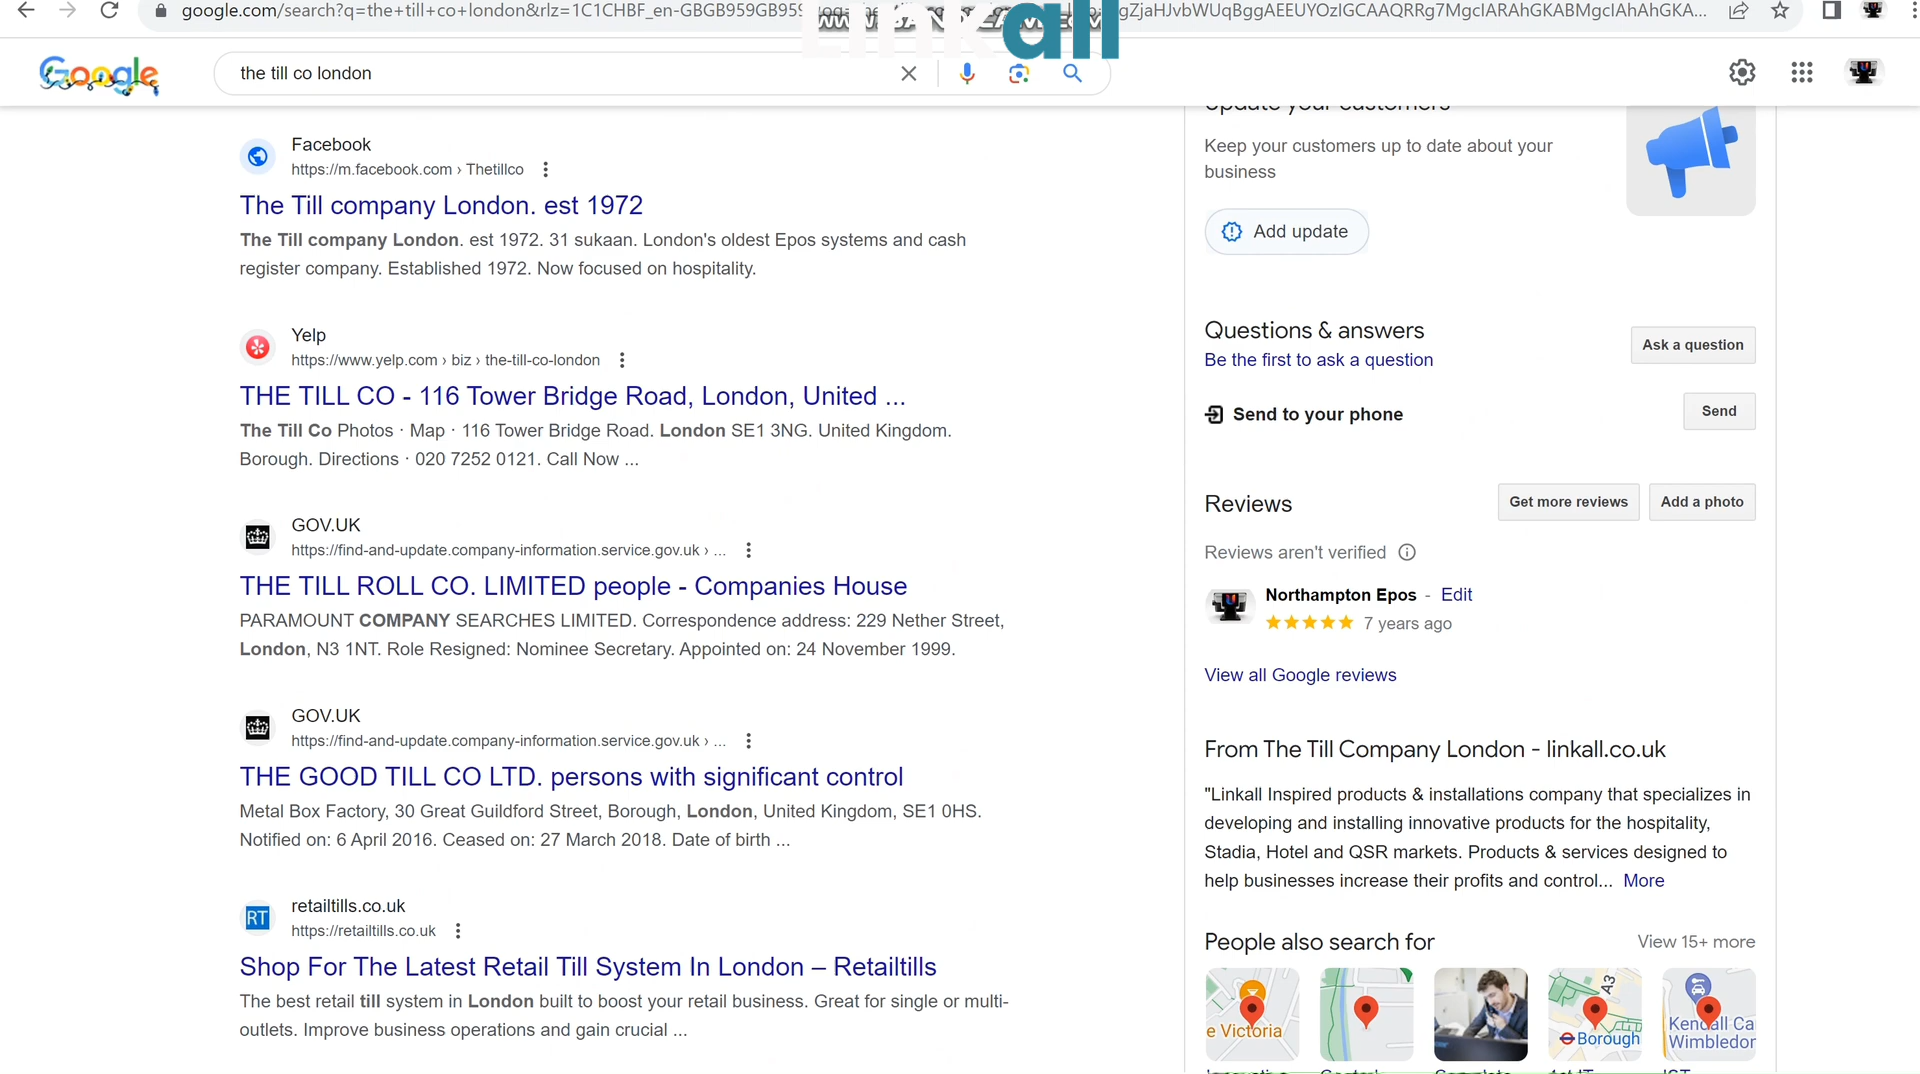 google.com/search?q=the+till+co+london&rlz=1C1CHBF_en-GBGB959GB959
gZjaHJvbWUqBggAEEUYOzIGCAAQRRg7MgcIARAhGKABMgcIAhAhGKA...
Linkall
Google
the till co london
Facebook
https://m.facebook.com › Thetillco
The Till company London. est 1972
The Till company London. est 1972. 31 sukaan. London's oldest Epos systems and cash
register company. Established 1972. Now focused on hospitality.
Yelp
https://www.yelp.com › biz › the-till-co-london
THE TILL CO - 116 Tower Bridge Road, London, United ...
The Till Co Photos · Map · 116 Tower Bridge Road. London SE1 3NG. United Kingdom.
Borough. Directions · 020 7252 0121. Call Now ...
GOV.UK
https://find-and-update.company-information.service.gov.uk › ...
THE TILL ROLL CO. LIMITED people - Companies House
PARAMOUNT COMPANY SEARCHES LIMITED. Correspondence address: 229 Nether Street,
London, N3 1NT. Role Resigned: Nominee Secretary. Appointed on: 24 November 1999.
GOV.UK
https://find-and-update.company-information.service.gov.uk › ...
THE GOOD TILL CO LTD. persons with significant control
Metal Box Factory, 30 Great Guildford Street, Borough, London, United Kingdom, SE1 0HS.
Notified on: 6 April 2016. Ceased on: 27 March 2018. Date of birth ...
RT
retailtills.co.uk
https://retailtills.co.uk
Shop For The Latest Retail Till System In London – Retailtills
The best retail till system in London built to boost your retail business. Great for single or multi-
outlets. Improve business operations and gain crucial ...
Update your customers
Keep your customers up to date about your
business
Add update
Questions & answers
Be the first to ask a question
Ask a question
Send to your phone
Send
Reviews
Get more reviews
Add a photo
Reviews aren't verified
Northampton Epos - Edit
7 years ago
View all Google reviews
From The Till Company London - linkall.co.uk
"Linkall Inspired products & installations company that specializes in
developing and installing innovative products for the hospitality,
Stadia, Hotel and QSR markets. Products & services designed to
help businesses increase their profits and control... More
People also search for
View 15+ more
e Victoria
A3
Borough
Kendall Ca
Wimbledon